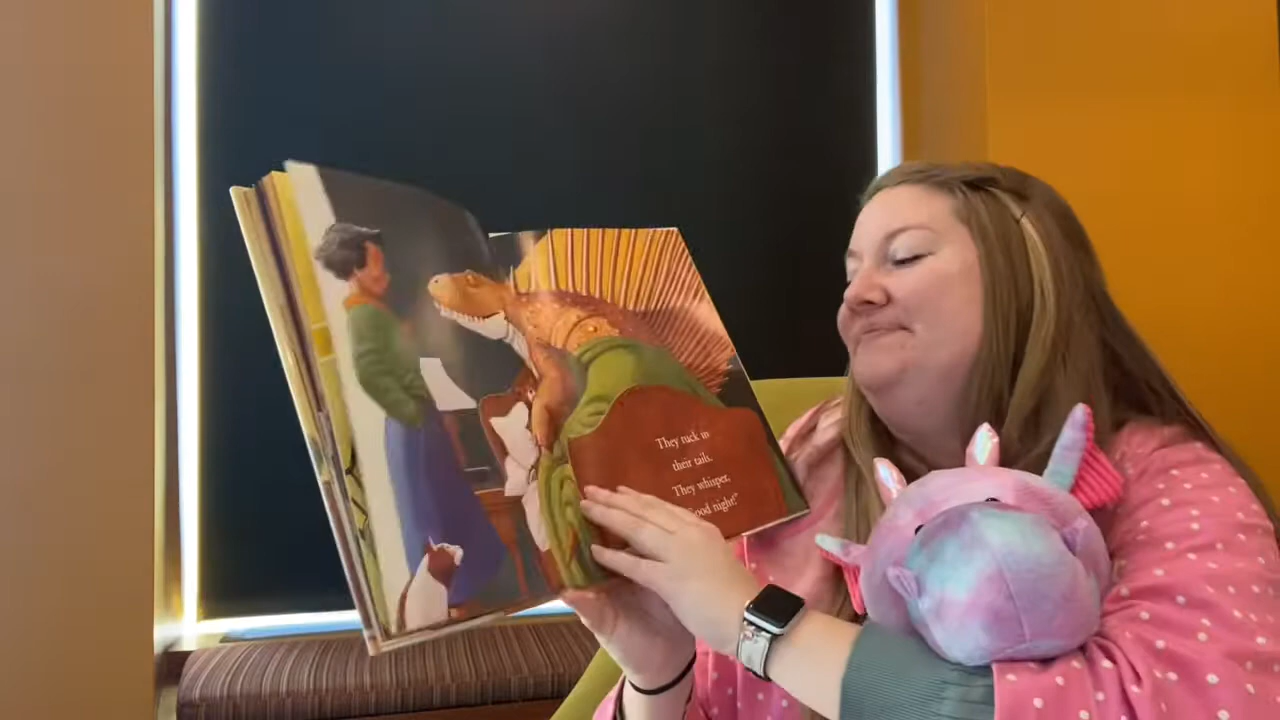 They tuck in
their tails.
They whisper,
"Good night!"